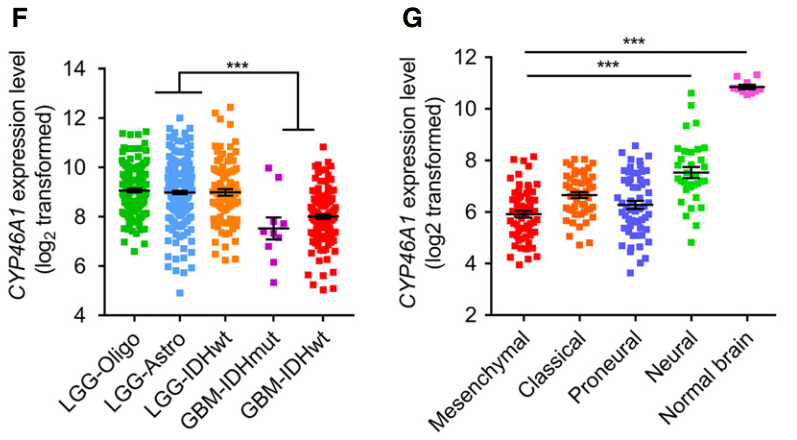 F
CYP46A1 expression level
(log2 transformed)
14
12
10
8
6
4
***
LGG-Oligo
LGG-Astro
LGG-IDHwt
GBM-IDHmut
GBM-IDHwt
G
CYP46A1 expression level
(log2 transformed)
12
10
8
6
4
2
***
***
Mesenchymal
Classical
Proneural
Neural
Normal brain